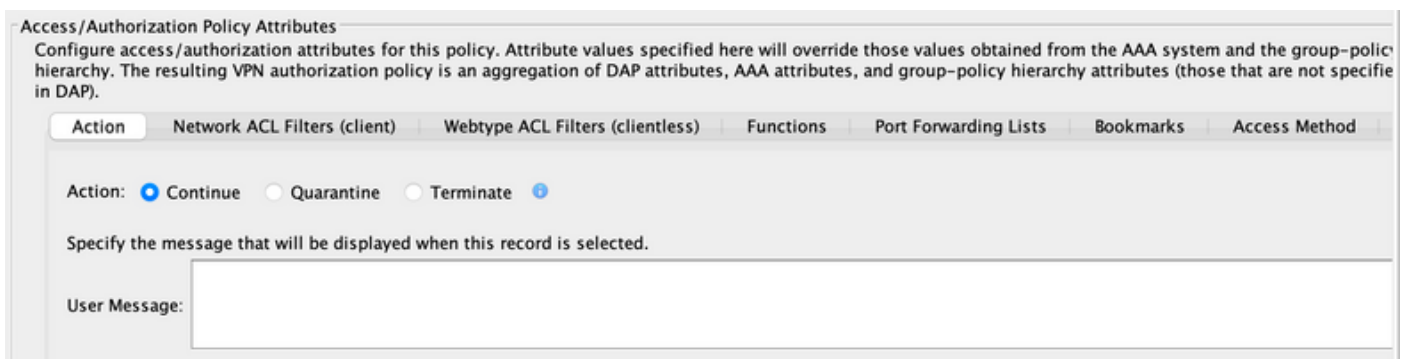 Access/Authorization Policy Attributes
Configure access/authorization attributes for this policy. Attribute values specified here will override those values obtained from the AAA system and the group-policy
hierarchy. The resulting VPN authorization policy is an aggregation of DAP attributes, AAA attributes, and group-policy hierarchy attributes (those that are not specifie
in DAP).
Action Network ACL Filters (client) Webtype ACL Filters (clientless) Functions Port Forwarding Lists Bookmarks Access Method
Action: Continue Quarantine Terminate
Specify the message that will be displayed when this record is selected.
User Message: